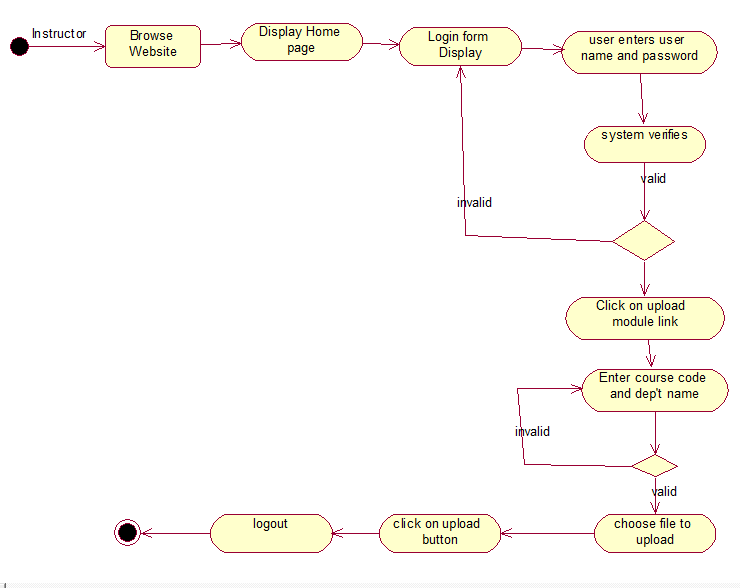 Instructor
Browse
Website
Display Home
page
Login form
Display
user enters user
name and password
system verifies
valid
invalid
Click on upload
module link
Enter course code
and dep't name
invalid
valid
choose file to
upload
click on upload
button
logout